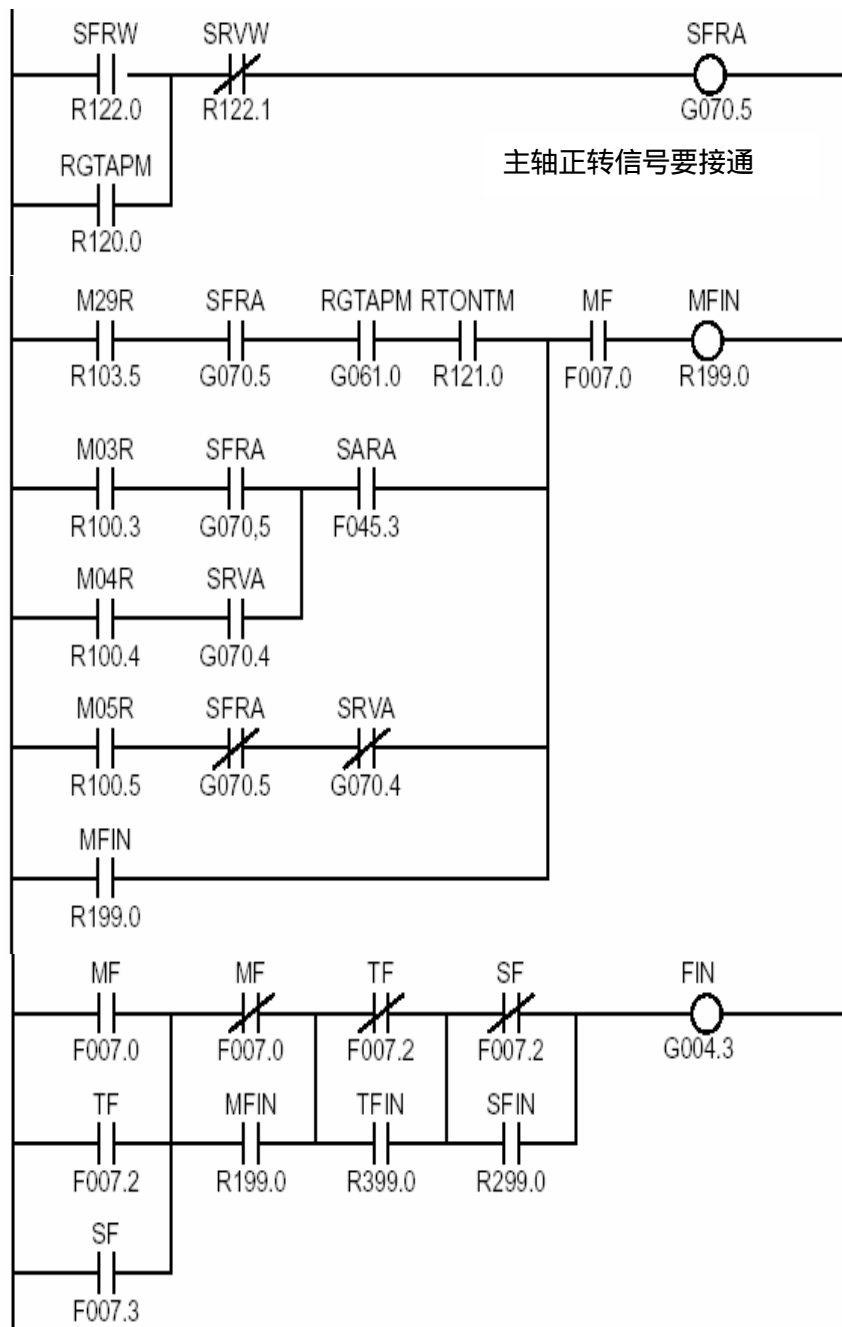 SFRW SRVW SFRA
R122.0 R122.1 G070.5
RGTAPM 主轴正转信号要接通
R120.0
M29R SFRA RGTAPM RTONTM MF MFIN
R103.5 G070.5 G061.0 R121.0 F007.0 R199.0
M03R SFRA SARA
R100.3 G070,5 F045.3
M04R SRVA
R100.4 G070.4
M05R SFRA SRVA
R100.5 G070.5 G070.4
MFIN
R199.0
MF MF TF SF FIN
F007.0 F007.0 F007.2 F007.2 G004.3
TF MFIN TFIN SFIN
F007.2 R199.0 R399.0 R299.0
SF
F007.3